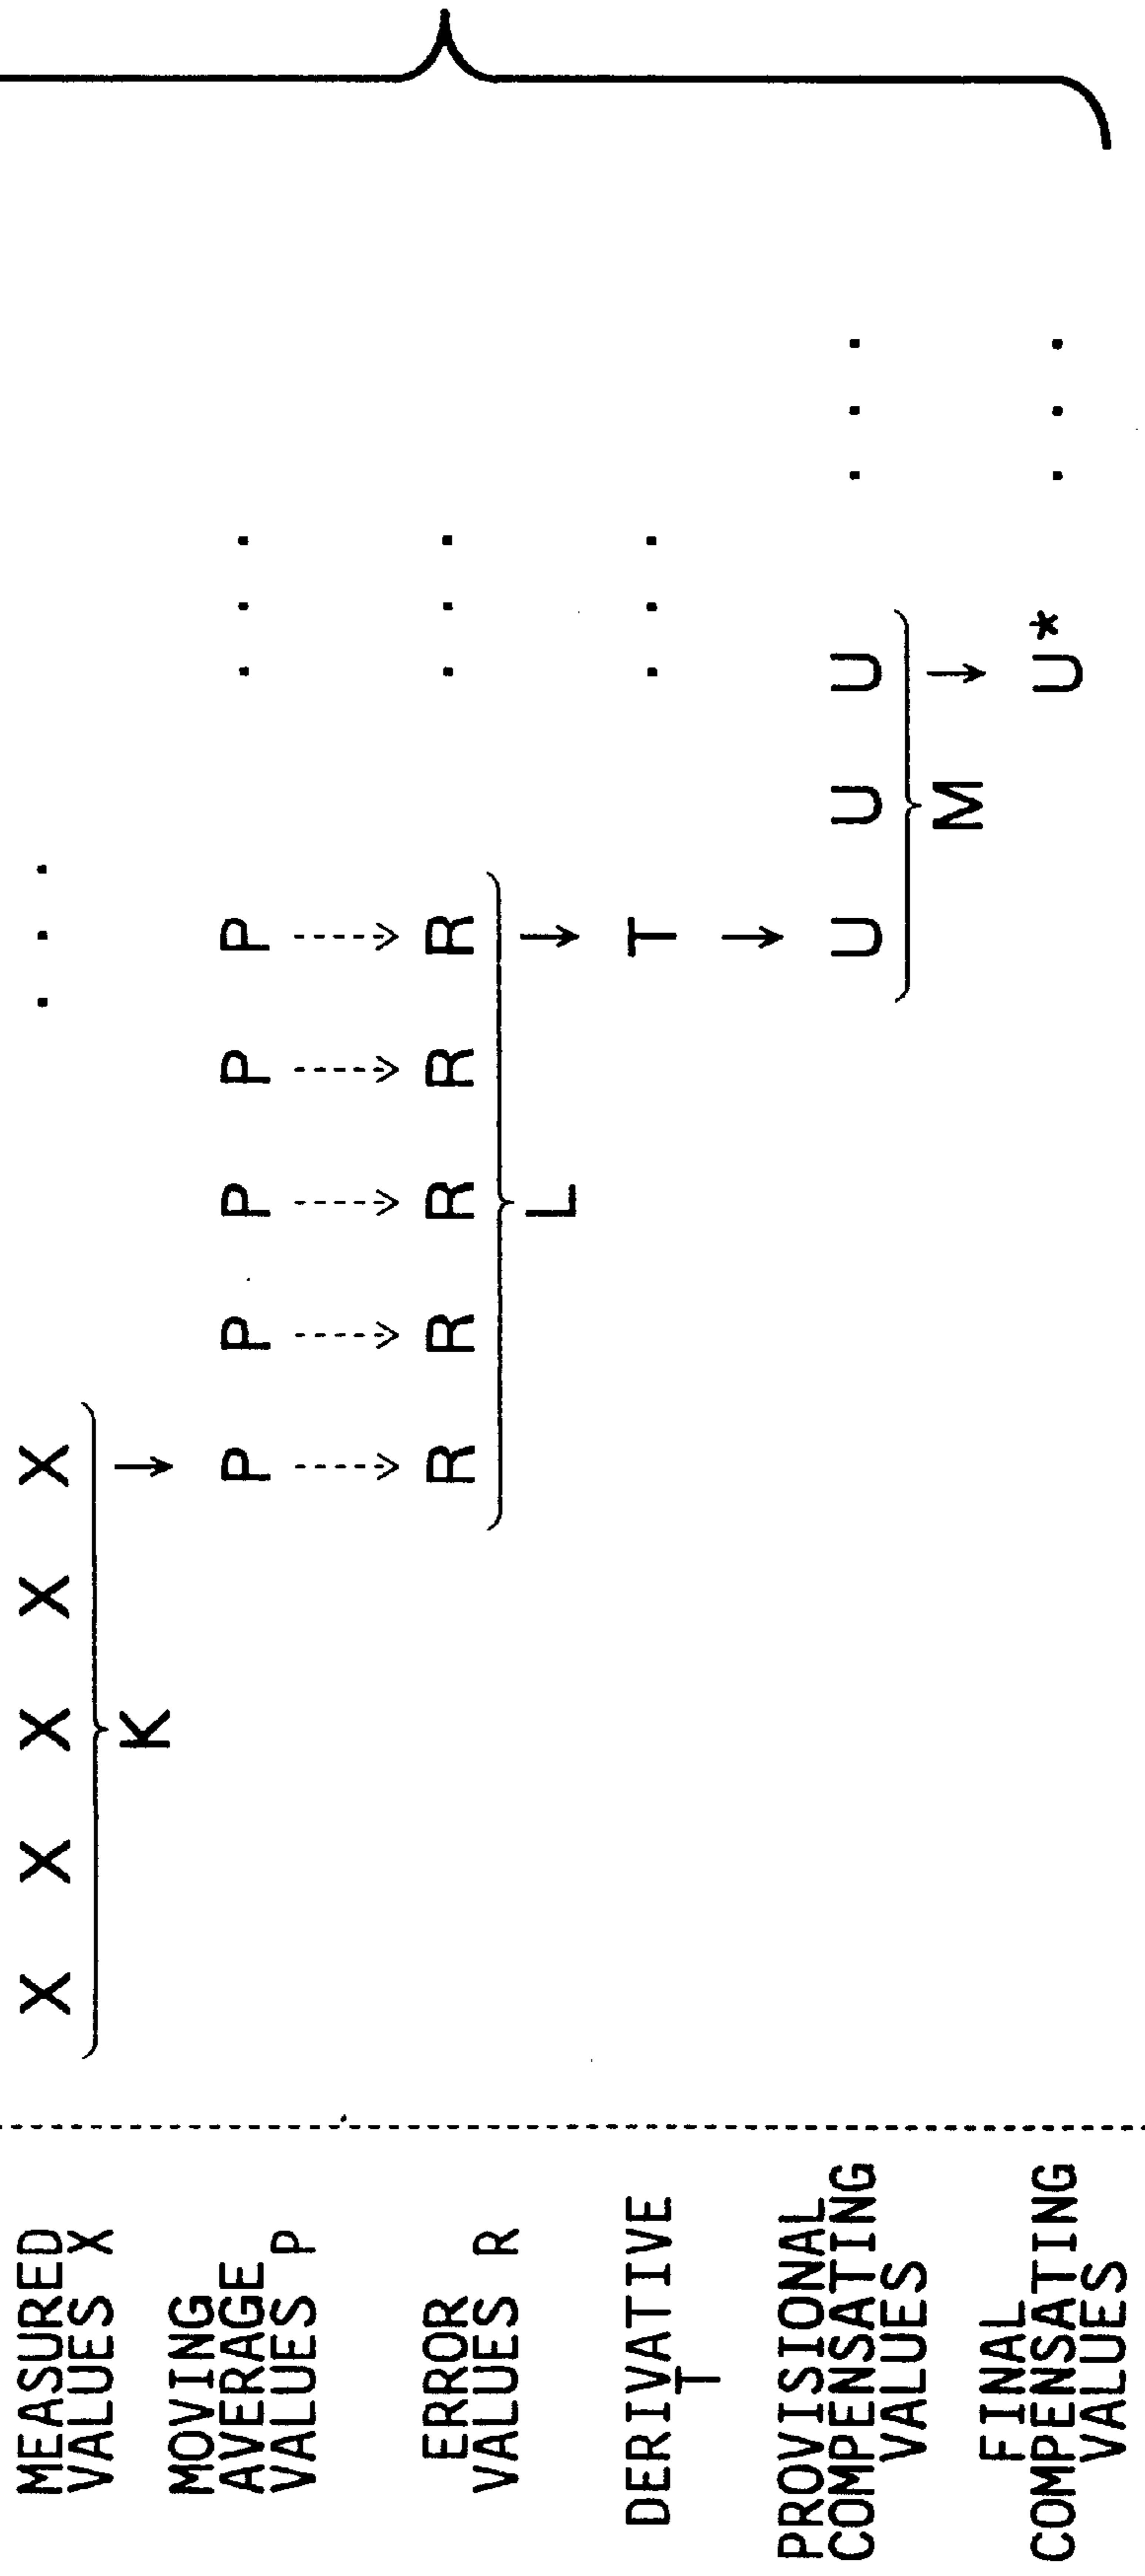 MEASURED
VALUES X
X X X X X . . .
K
MOVING
AVERAGE
VALUES P
P P P P P . . .
ERROR
VALUES R
R R R R R . . .
L
DERIVATIVE
T
T . . .
PROVISIONAL
COMPENSATING
VALUES
U U U . . .
M
FINAL
COMPENSATING
VALUES
U* . . .